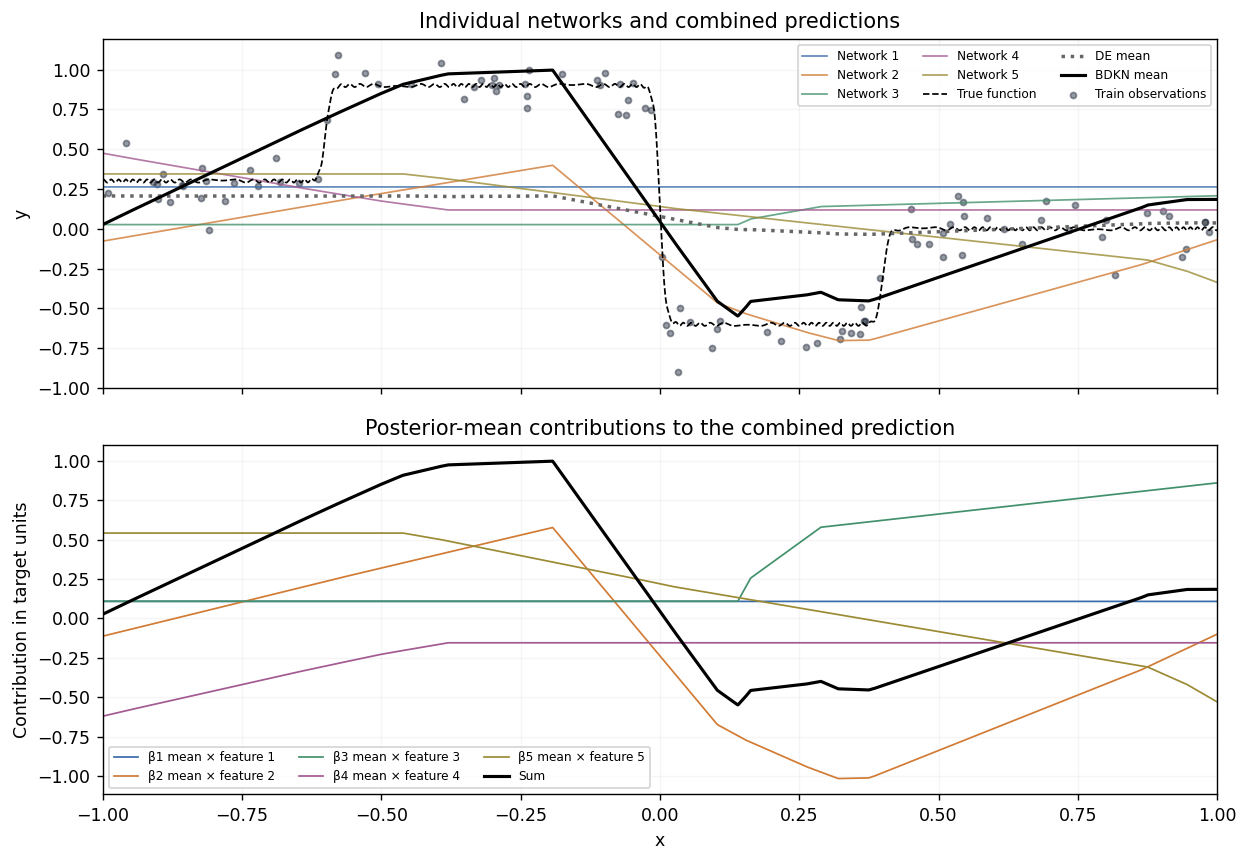 Individual networks and combined predictions
Network 1 Network 4 DE mean
Network 2 Network 5 BDKN mean
Network 3 True function Train observations
1.00
0.75
0.50
0.25
0.00
−0.25
−0.50
−0.75
−1.00
y
Posterior-mean contributions to the combined prediction
1.00
0.75
0.50
0.25
0.00
−0.25
−0.50
−0.75
−1.00
Contribution in target units
β1 mean × feature 1 β3 mean × feature 3 β5 mean × feature 5
β2 mean × feature 2 β4 mean × feature 4 Sum
−1.00 −0.75 −0.50 −0.25 0.00 0.25 0.50 0.75 1.00
x